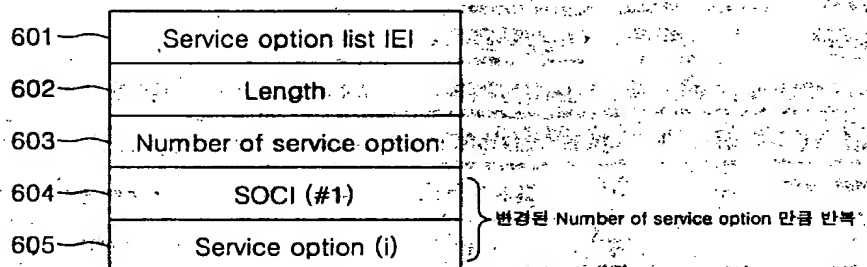 601 Service option list IEI
602 Length
603 Number of service option
604 SOCI (#1)
605 Service option (i)
변경된 Number of service option 만큼 반복